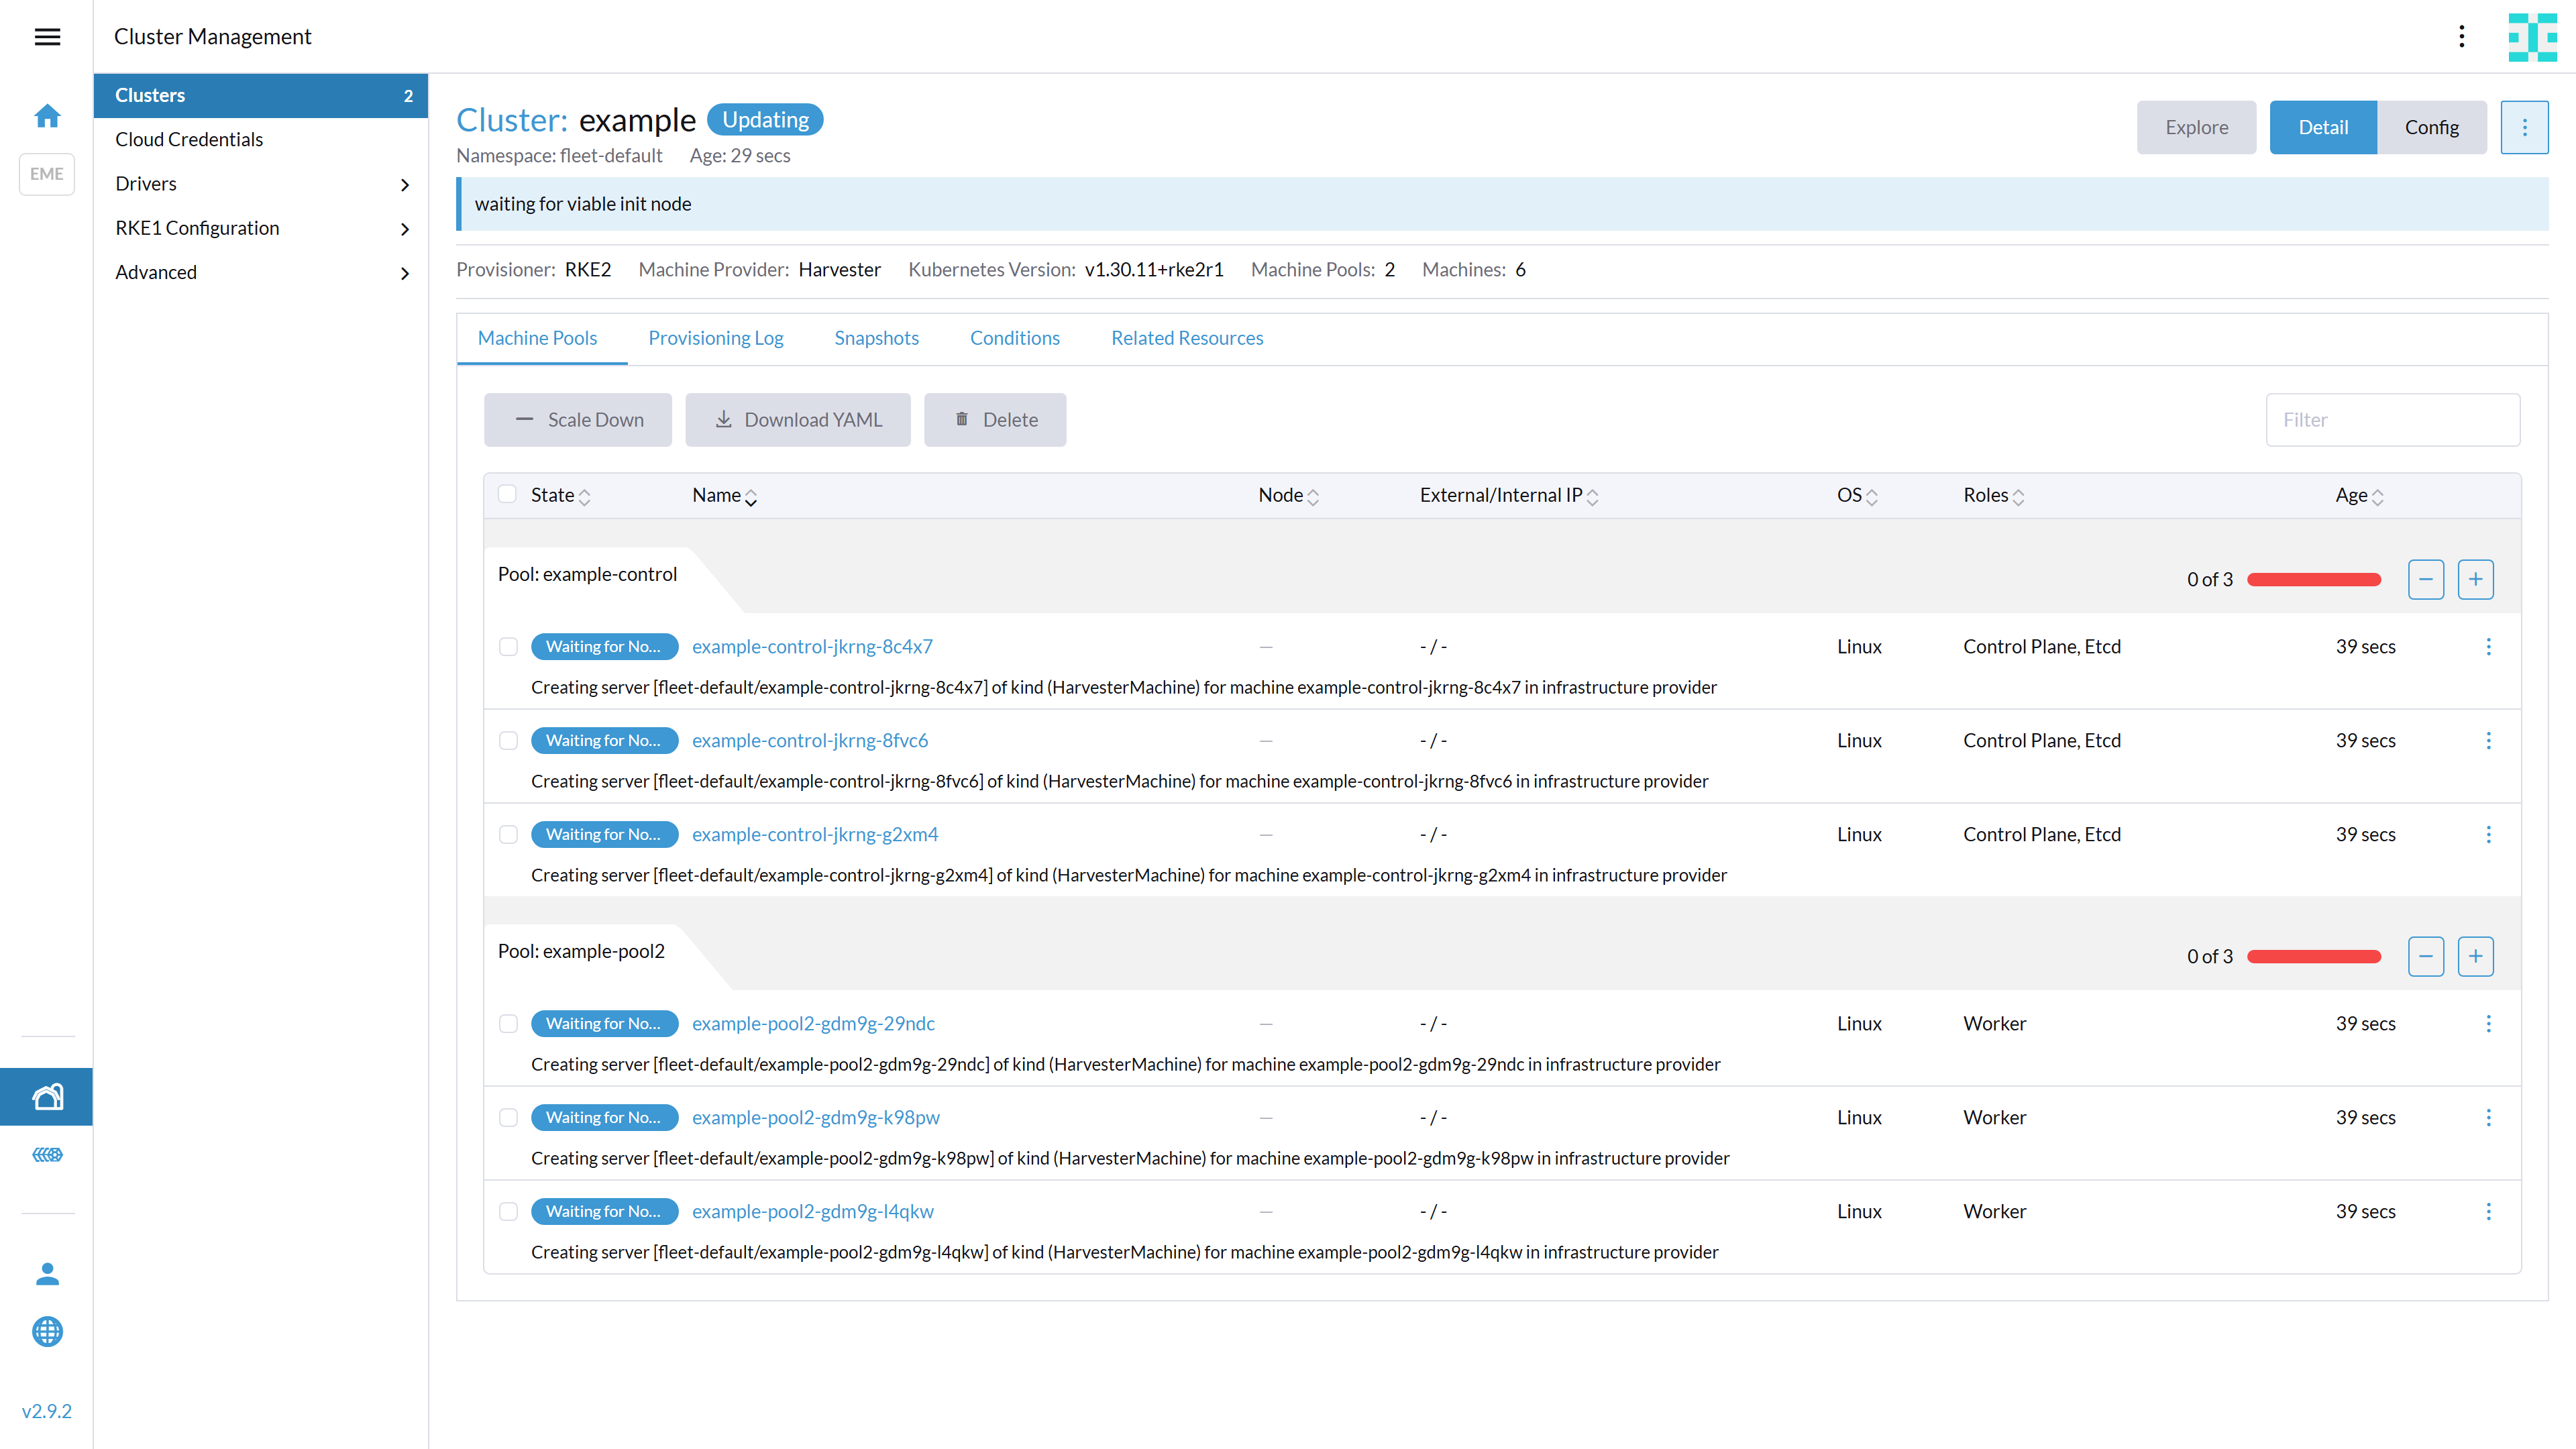 Cluster Management
EME
v2.9.2
Clusters 2
Cloud Credentials
Drivers
RKE1 Configuration
Advanced
Cluster: example Updating
Namespace: fleet-default Age: 29 secs
Explore Detail Config
waiting for viable init node
Provisioner: RKE2 Machine Provider: Harvester Kubernetes Version: v1.30.11+rke2r1 Machine Pools: 2 Machines: 6
Machine Pools Provisioning Log Snapshots Conditions Related Resources
Scale Down Download YAML Delete Filter
State Name Node External/Internal IP OS Roles Age
Pool: example-control 0 of 3
Waiting for No... example-control-jkrng-8c4x7 — - / - Linux Control Plane, Etcd 39 secs
Creating server [fleet-default/example-control-jkrng-8c4x7] of kind (HarvesterMachine) for machine example-control-jkrng-8c4x7 in infrastructure provider
Waiting for No... example-control-jkrng-8fvc6 — - / - Linux Control Plane, Etcd 39 secs
Creating server [fleet-default/example-control-jkrng-8fvc6] of kind (HarvesterMachine) for machine example-control-jkrng-8fvc6 in infrastructure provider
Waiting for No... example-control-jkrng-g2xm4 — - / - Linux Control Plane, Etcd 39 secs
Creating server [fleet-default/example-control-jkrng-g2xm4] of kind (HarvesterMachine) for machine example-control-jkrng-g2xm4 in infrastructure provider
Pool: example-pool2 0 of 3
Waiting for No... example-pool2-gdm9g-29ndc — - / - Linux Worker 39 secs
Creating server [fleet-default/example-pool2-gdm9g-29ndc] of kind (HarvesterMachine) for machine example-pool2-gdm9g-29ndc in infrastructure provider
Waiting for No... example-pool2-gdm9g-k98pw — - / - Linux Worker 39 secs
Creating server [fleet-default/example-pool2-gdm9g-k98pw] of kind (HarvesterMachine) for machine example-pool2-gdm9g-k98pw in infrastructure provider
Waiting for No... example-pool2-gdm9g-l4qkw — - / - Linux Worker 39 secs
Creating server [fleet-default/example-pool2-gdm9g-l4qkw] of kind (HarvesterMachine) for machine example-pool2-gdm9g-l4qkw in infrastructure provider